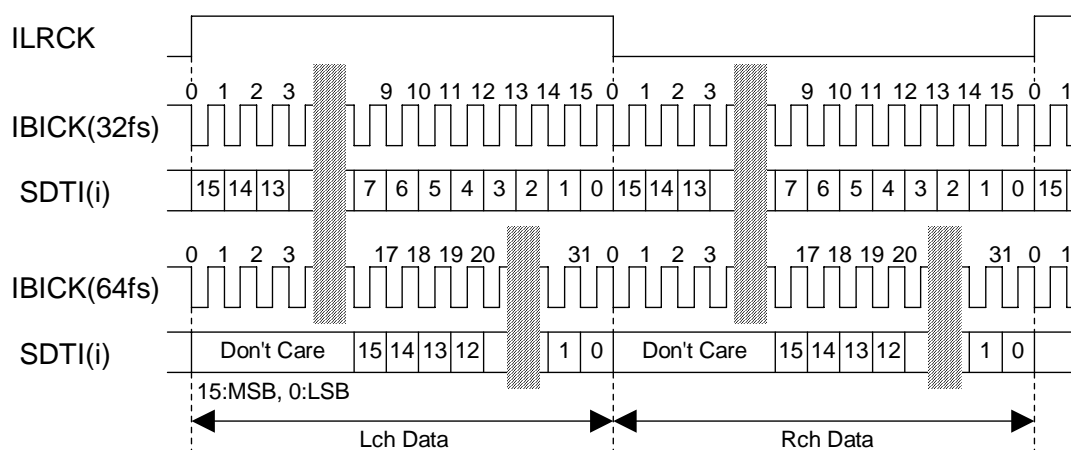 ILRCK
0 1 2 3 9 10 11 12 13 14 15 0 1 2 3 9 10 11 12 13 14 15 0 1
IBICK(32fs)
SDTI(i) 15 14 13 7 6 5 4 3 2 1 0 15 14 13 7 6 5 4 3 2 1 0 15
0 1 2 3 17 18 19 20 31 0 1 2 3 17 18 19 20 31 0 1
IBICK(64fs)
SDTI(i) Don't Care 15 14 13 12 1 0 Don't Care 15 14 13 12 1 0
15:MSB, 0:LSB
Lch Data Rch Data